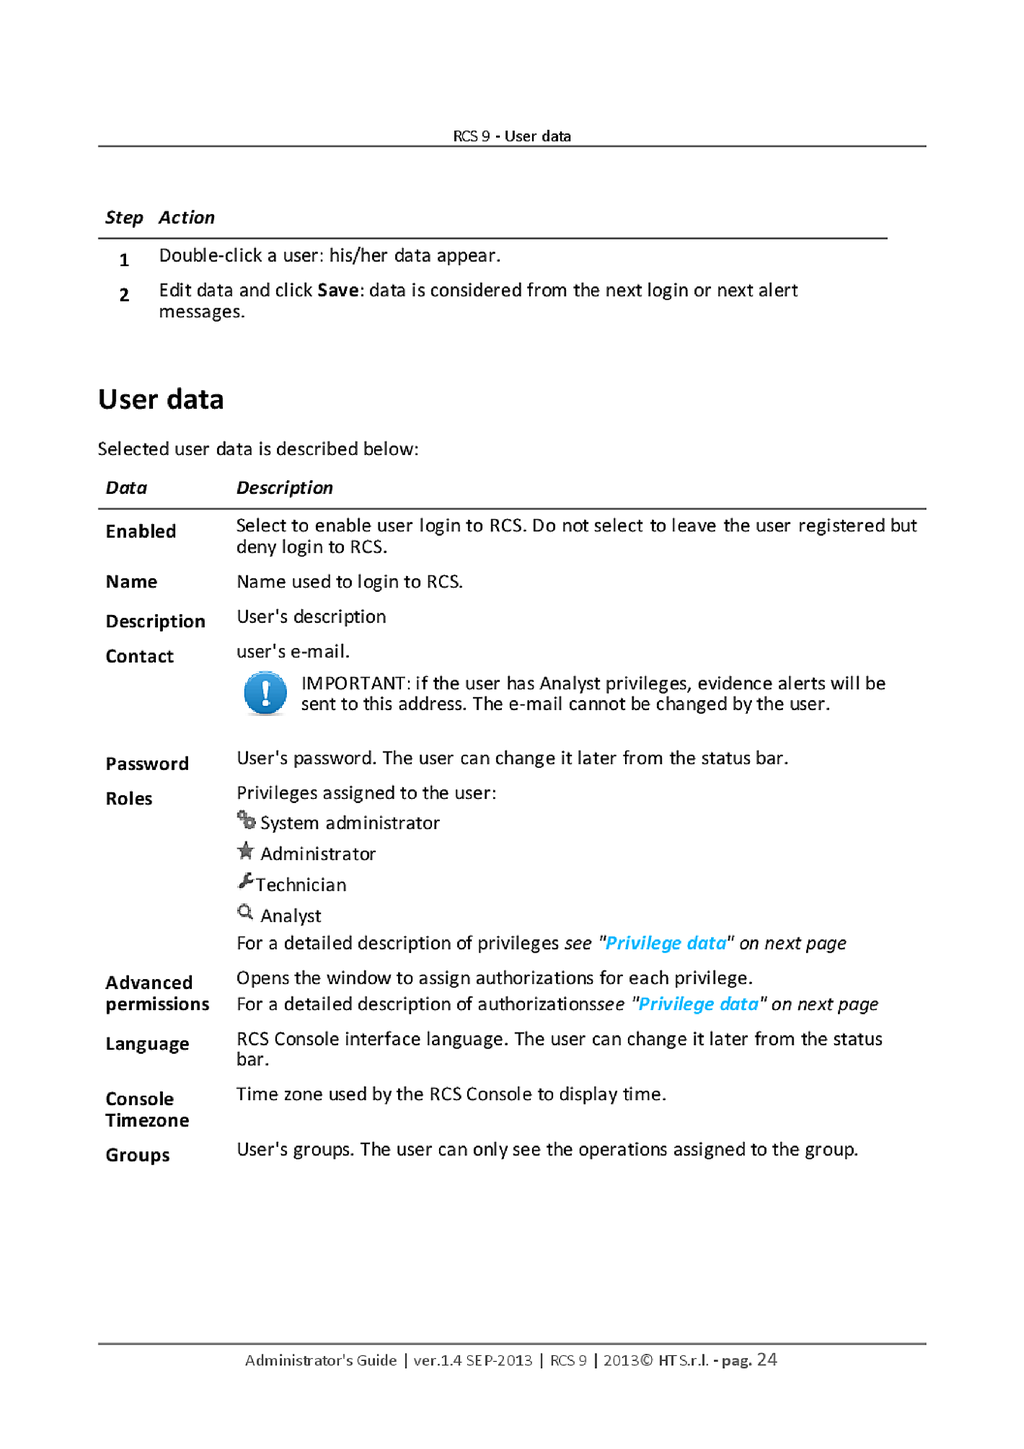 RCS 9 - User data
Step Action
1 Double-click a user: his/her data appear.
2 Edit data and click Save: data is considered from the next login or next alert
messages.
User data
Selected user data is described below:
Data Description
Enabled Select to enable user login to RCS. Do not select to leave the user registered but
deny login to RCS.
Name Name used to login to RCS.
Description User's description
Contact user's e-mail.
IMPORTANT: if the user has Analyst privileges, evidence alerts will be
sent to this address. The e-mail cannot be changed by the user.
Password User's password. The user can change it later from the status bar.
Roles Privileges assigned to the user:
System administrator
Administrator
Technician
Analyst
For a detailed description of privileges see "Privilege data" on next page
Advanced Opens the window to assign authorizations for each privilege.
permissions For a detailed description of authorizationssee "Privilege data" on next page
Language RCS Console interface language. The user can change it later from the status
bar.
Console Time zone used by the RCS Console to display time.
Timezone
Groups User's groups. The user can only see the operations assigned to the group.
Administrator's Guide | ver.1.4 SEP-2013 | RCS 9 | 2013© HT S.r.l. - pag. 24